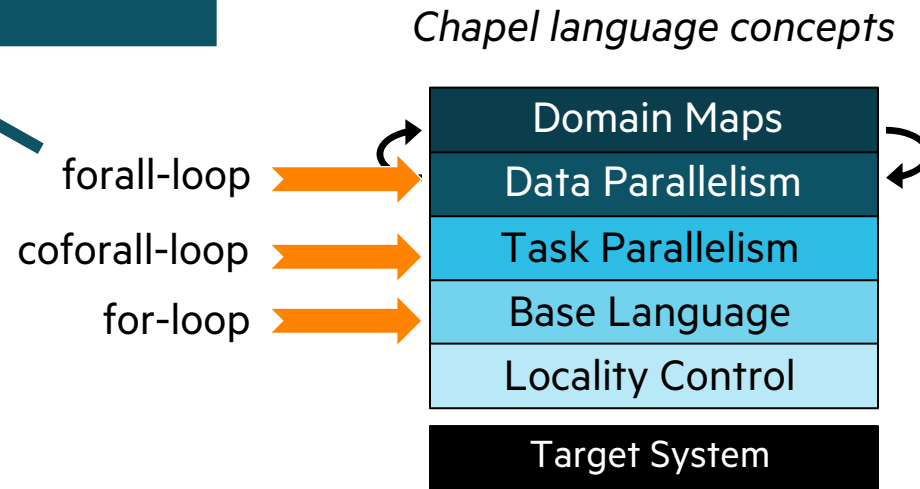 Chapel language concepts
Domain Maps
forall-loop
Data Parallelism
coforall-loop
Task Parallelism
for-loop
Base Language
Locality Control
Target System